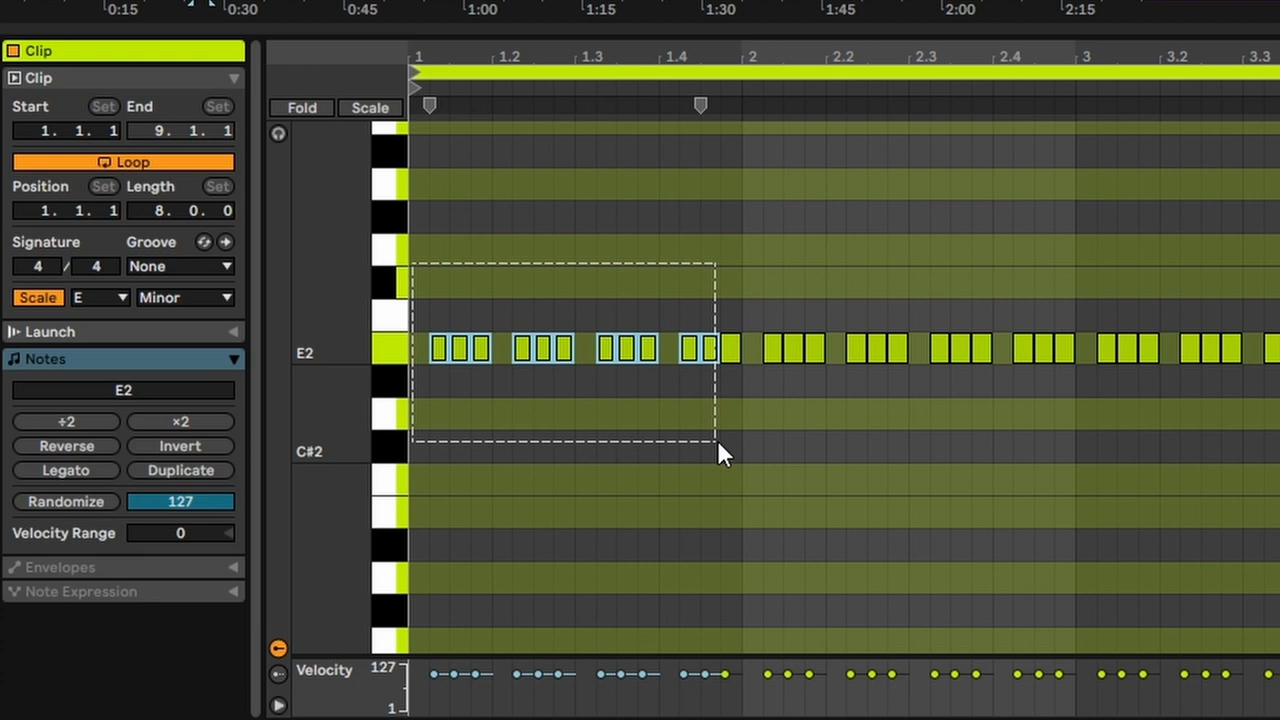 0:15 0:30 0:45 1:00 1:15 1:30 1:45 2:00 2:15
Clip
Clip
Start Set End Set
1. 1. 1 9. 1. 1
Loop
Position Set Length Set
1. 1. 1 8. 0. 0
Signature Groove
4 / 4 None
Scale E Minor
Launch
Notes
E2
÷2 ×2
Reverse Invert
Legato Duplicate
Randomize 127
Velocity Range 0
Envelopes
Note Expression
1 1.2 1.3 1.4 2 2.2 2.3 2.4 3 3.2 3.3
Fold Scale
E2
C#2
Velocity 127
1